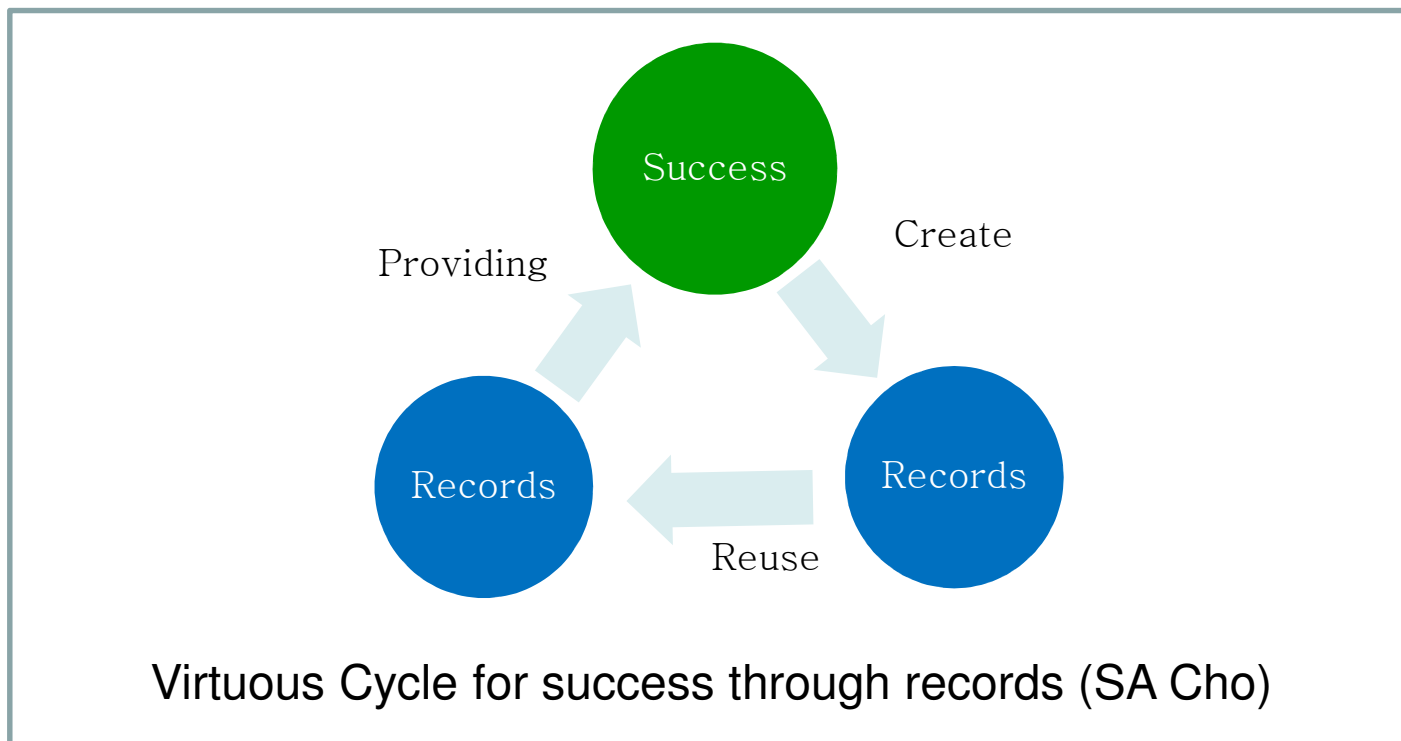 Success
Create
Providing
Records
Records
Reuse
Virtuous Cycle for success through records (SA Cho)